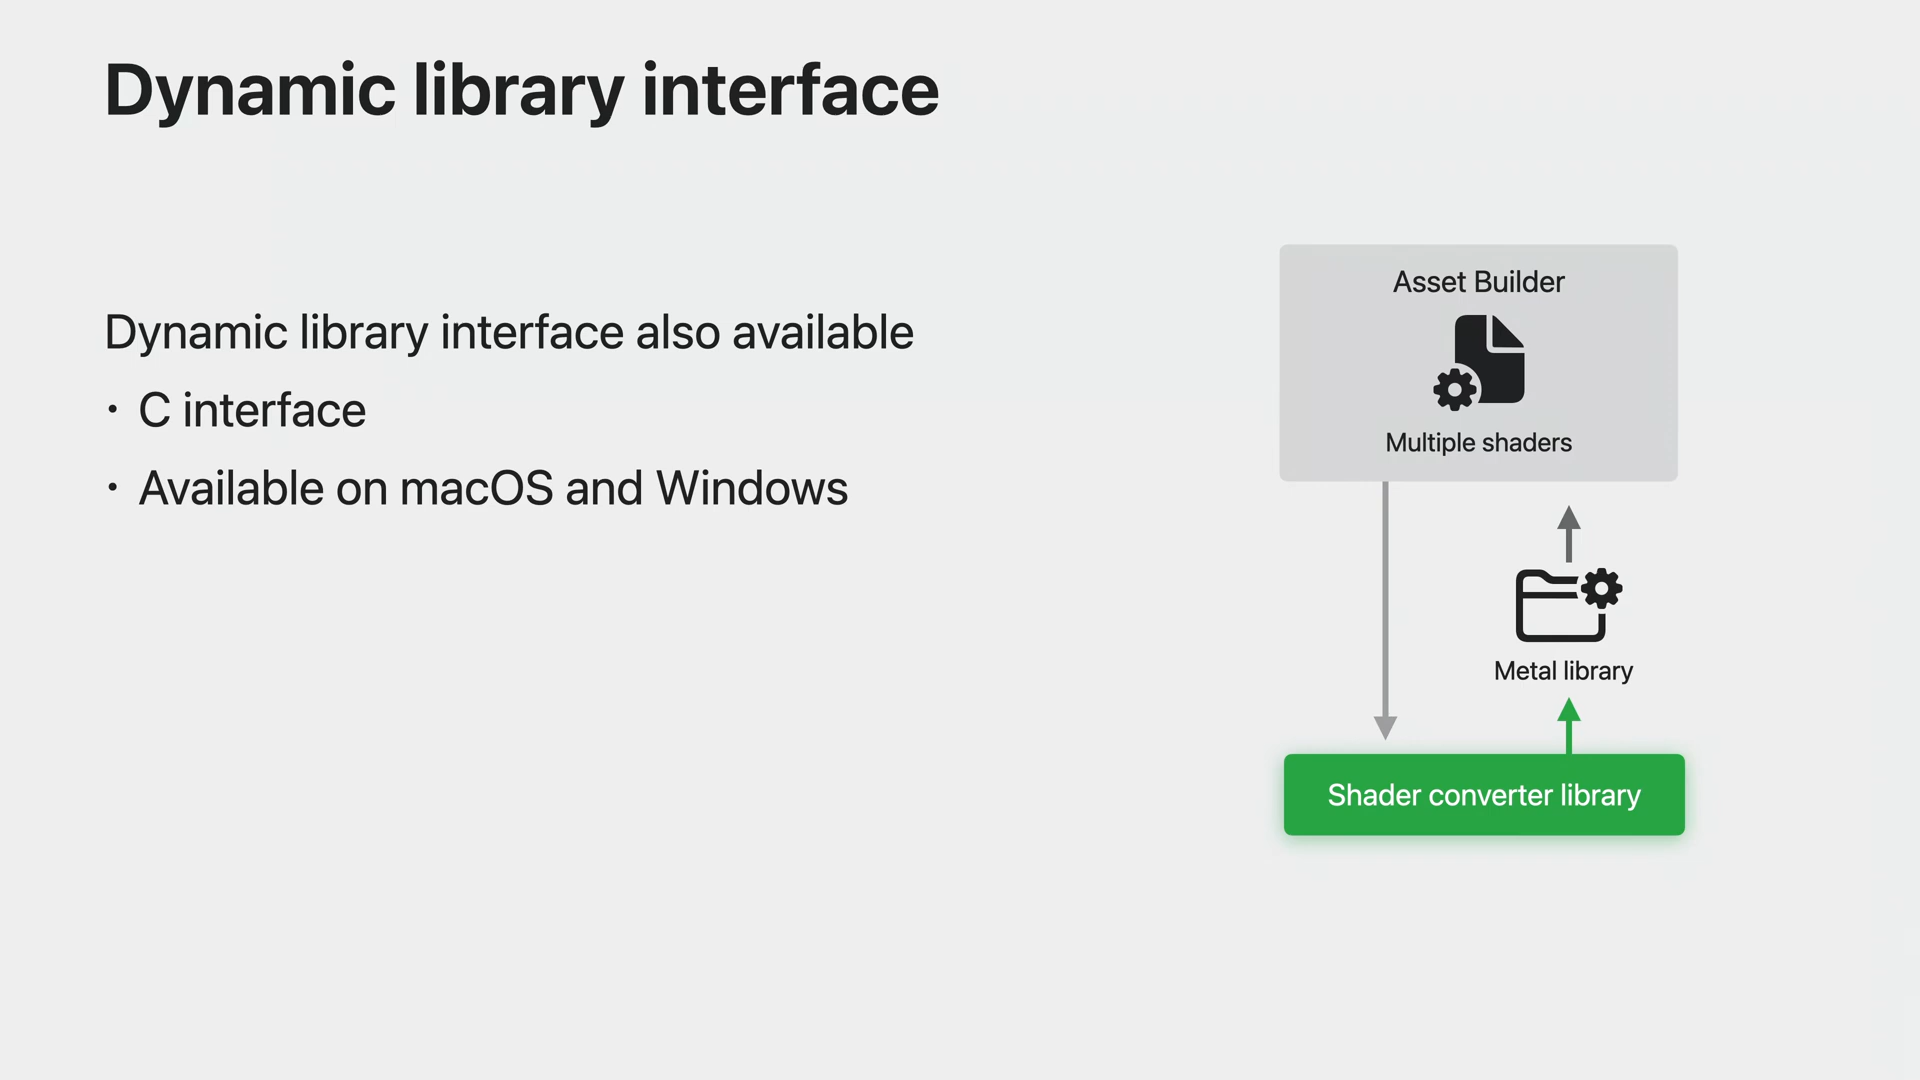 Dynamic library interface
Dynamic library interface also available
• C interface
• Available on macOS and Windows
Asset Builder
Multiple shaders
Metal library
Shader converter library